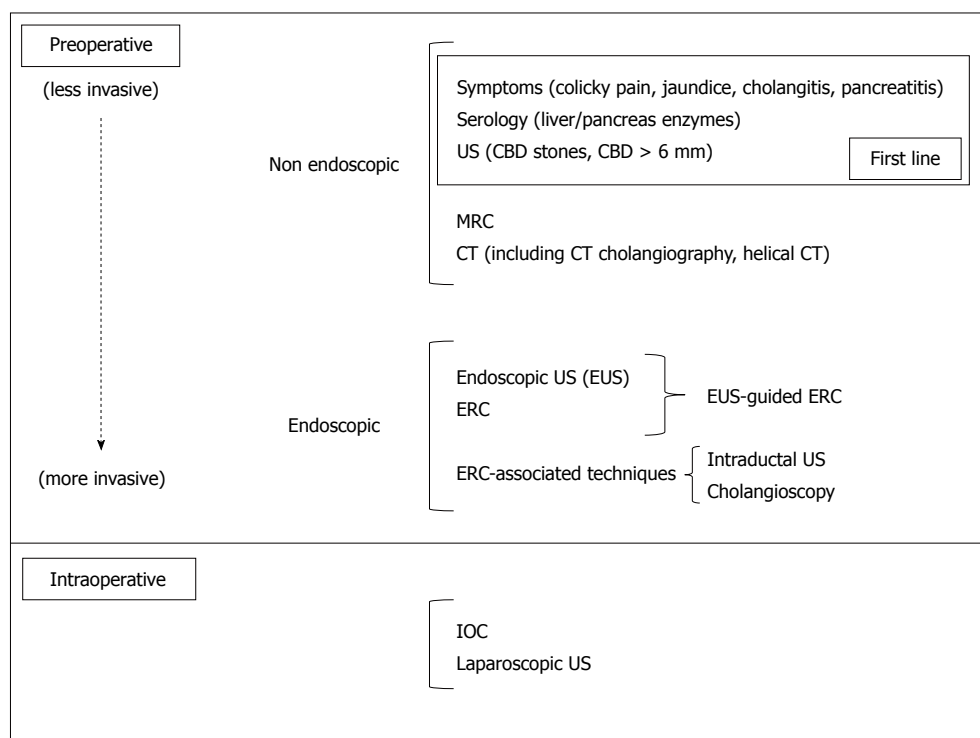 Preoperative
(less invasive)
Non endoscopic
Symptoms (colicky pain, jaundice, cholangitis, pancreatitis)
Serology (liver/pancreas enzymes)
US (CBD stones, CBD > 6 mm)
First line
MRC
CT (including CT cholangiography, helical CT)
(more invasive)
Endoscopic
Endoscopic US (EUS)
ERC
EUS-guided ERC
ERC-associated techniques
Intraductal US
Cholangioscopy
Intraoperative
IOC
Laparoscopic US